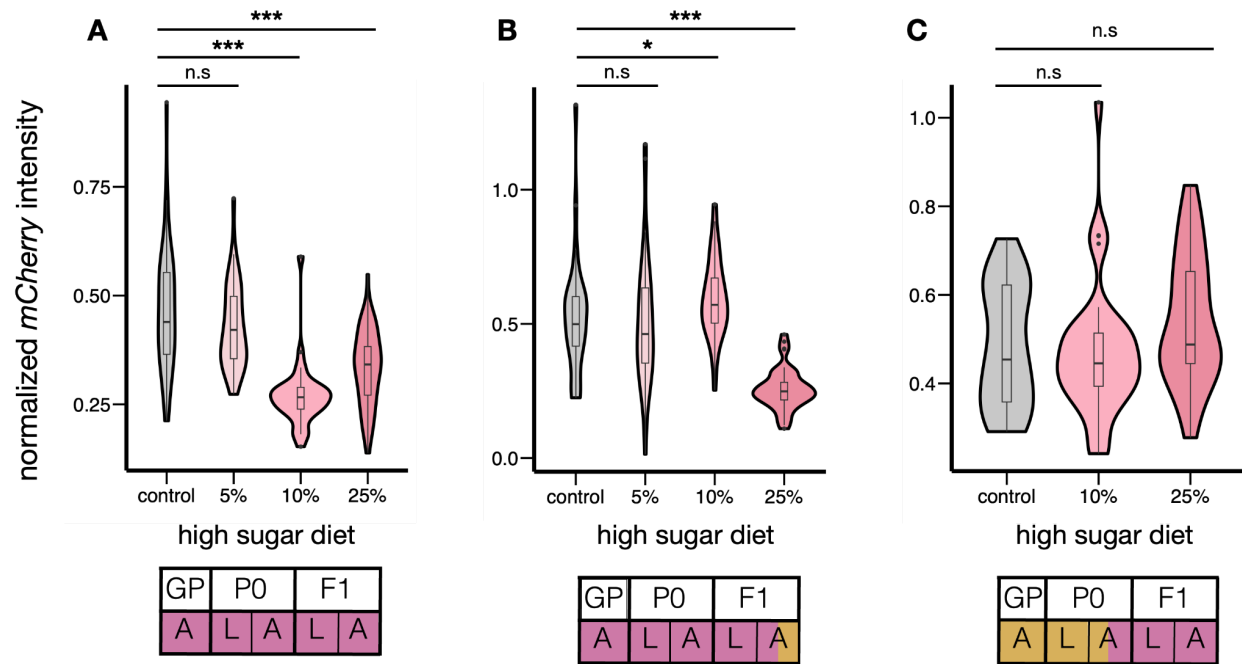 A
***
***
n.s
normalized mCherry intensity
0.75
0.50
0.25
control 5% 10% 25%
high sugar diet
GP P0 F1
A L A L A
B
***
*
n.s
1.0
0.5
0.0
control 5% 10% 25%
high sugar diet
GP P0 F1
A L A L A
C
n.s
n.s
1.0
0.8
0.6
0.4
control 10% 25%
high sugar diet
GP P0 F1
A L A L A